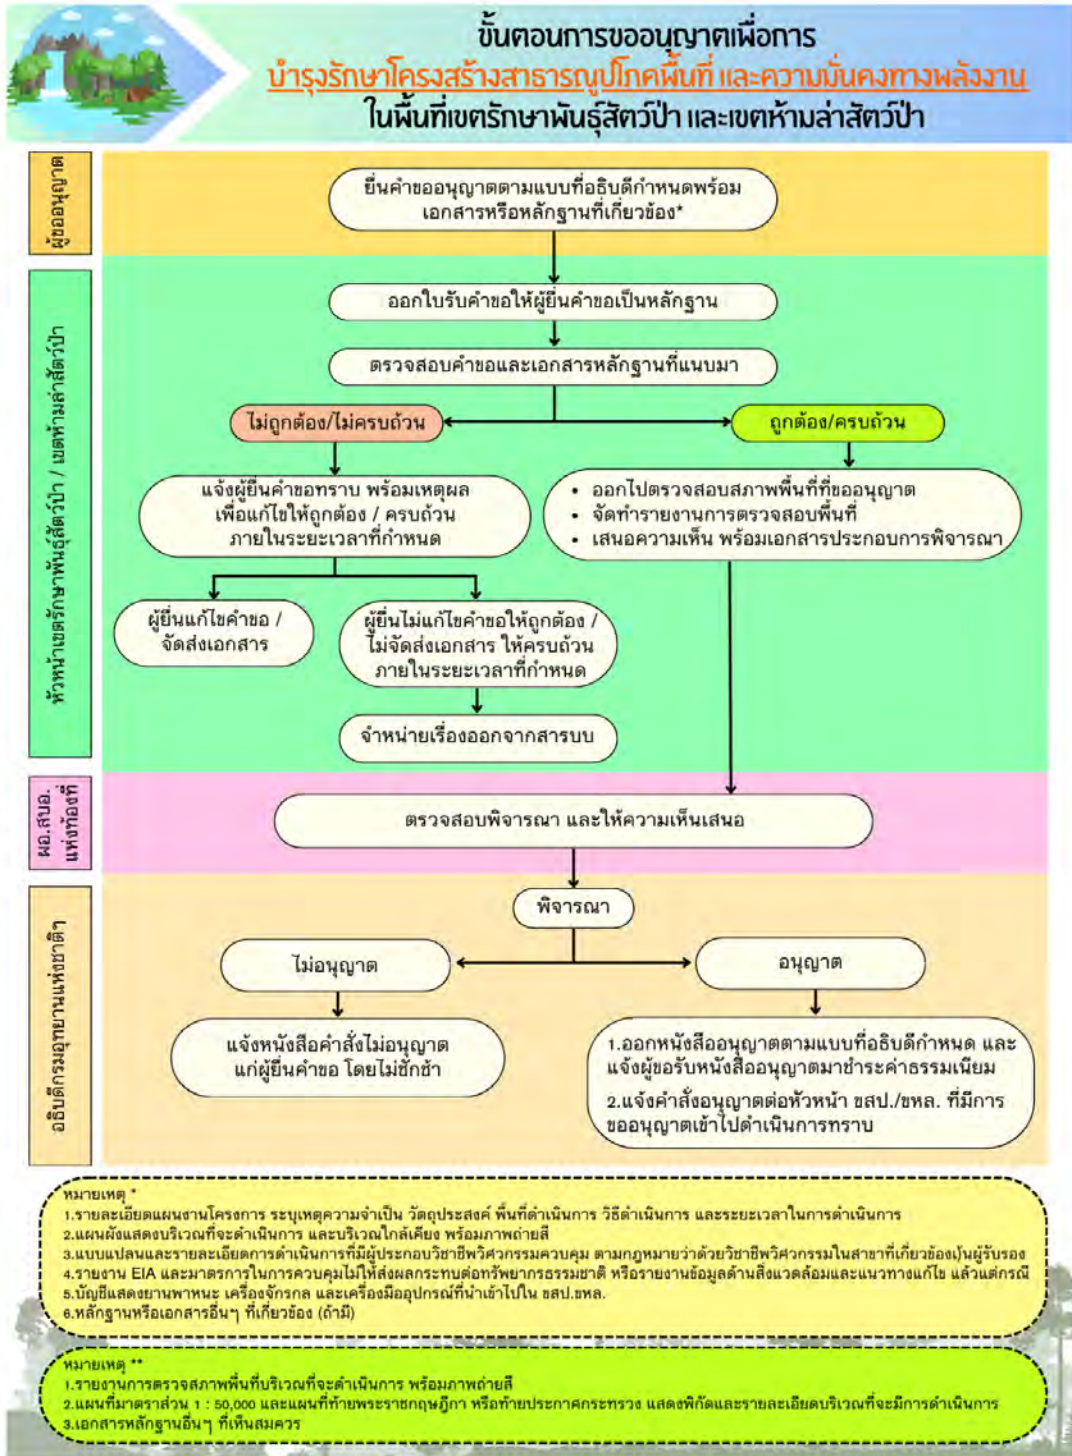 ขั้นตอนการขออนุญาตเพื่อการ
บำรุงรักษาโครงสร้างสาธารณูปโภคพื้นที่ และความมั่นคงทางพลังงาน
ในพื้นที่เขตรักษาพันธุ์สัตว์ป่า และเขตห้ามล่าสัตว์ป่า
ผู้ขออนุญาต
ยื่นคำขออนุญาตตามแบบที่อธิบดีกำหนดพร้อม
เอกสารหรือหลักฐานที่เกี่ยวข้อง*
หัวหน้าเขตรักษาพันธุ์สัตว์ป่า / เขตห้ามล่าสัตว์ป่า
ออกใบรับคำขอให้ผู้ยื่นคำขอเป็นหลักฐาน
ตรวจสอบคำขอและเอกสารหลักฐานที่แนบมา
ไม่ถูกต้อง/ไม่ครบถ้วน
ถูกต้อง/ครบถ้วน
แจ้งผู้ยื่นคำขอทราบ พร้อมเหตุผล
เพื่อแก้ไขให้ถูกต้อง / ครบถ้วน
ภายในระยะเวลาที่กำหนด
• ออกไปตรวจสอบสภาพพื้นที่ที่ขออนุญาต
• จัดทำรายงานการตรวจสอบพื้นที่
• เสนอความเห็น พร้อมเอกสารประกอบการพิจารณา
ผู้ยื่นแก้ไขคำขอ /
จัดส่งเอกสาร
ผู้ยื่นไม่แก้ไขคำขอให้ถูกต้อง /
ไม่จัดส่งเอกสาร ให้ครบถ้วน
ภายในระยะเวลาที่กำหนด
จำหน่ายเรื่องออกจากสารบบ
ผอ.สบอ.
แห่งท้องที่
ตรวจสอบพิจารณา และให้ความเห็นเสนอ
อธิบดีกรมอุทยานแห่งชาติฯ
พิจารณา
ไม่อนุญาต
อนุญาต
แจ้งหนังสือคำสั่งไม่อนุญาต
แก่ผู้ยื่นคำขอ โดยไม่ชักช้า
1.ออกหนังสืออนุญาตตามแบบที่อธิบดีกำหนด และ
แจ้งผู้ขอรับหนังสืออนุญาตมาชำระค่าธรรมเนียม
2.แจ้งคำสั่งอนุญาตต่อหัวหน้า ขสป./ขหล. ที่มีการ
ขออนุญาตเข้าไปดำเนินการทราบ
หมายเหตุ *
1.รายละเอียดแผนงานโครงการ ระบุเหตุความจำเป็น วัตถุประสงค์ พื้นที่ดำเนินการ วิธีดำเนินการ และระยะเวลาในการดำเนินการ
2.แผนผังแสดงบริเวณที่จะดำเนินการ และบริเวณใกล้เคียง พร้อมภาพถ่ายสี
3.แบบแปลนและรายละเอียดการดำเนินการที่มีผู้ประกอบวิชาชีพวิศวกรรมควบคุม ตามกฎหมายว่าด้วยวิชาชีพวิศวกรรมในสาขาที่เกี่ยวข้องเป็นผู้รับรอง
4.รายงาน EIA และมาตรการในการควบคุมไม่ให้ส่งผลกระทบต่อทรัพยากรธรรมชาติ หรือรายงานข้อมูลด้านสิ่งแวดล้อมและแนวทางแก้ไข แล้วแต่กรณี
5.บัญชีแสดงยานพาหนะ เครื่องจักรกล และเครื่องมืออุปกรณ์ที่นำเข้าไปใน ขสป.ขหล.
6.หลักฐานหรือเอกสารอื่นๆ ที่เกี่ยวข้อง (ถ้ามี)
หมายเหตุ **
1.รายงานการตรวจสภาพพื้นที่บริเวณที่จะดำเนินการ พร้อมภาพถ่ายสี
2.แผนที่มาตราส่วน 1 : 50,000 และแผนที่ท้ายพระราชกฤษฎีกา หรือท้ายประกาศกระทรวง แสดงพิกัดและรายละเอียดบริเวณที่จะมีการดำเนินการ
3.เอกสารหลักฐานอื่นๆ ที่เห็นสมควร